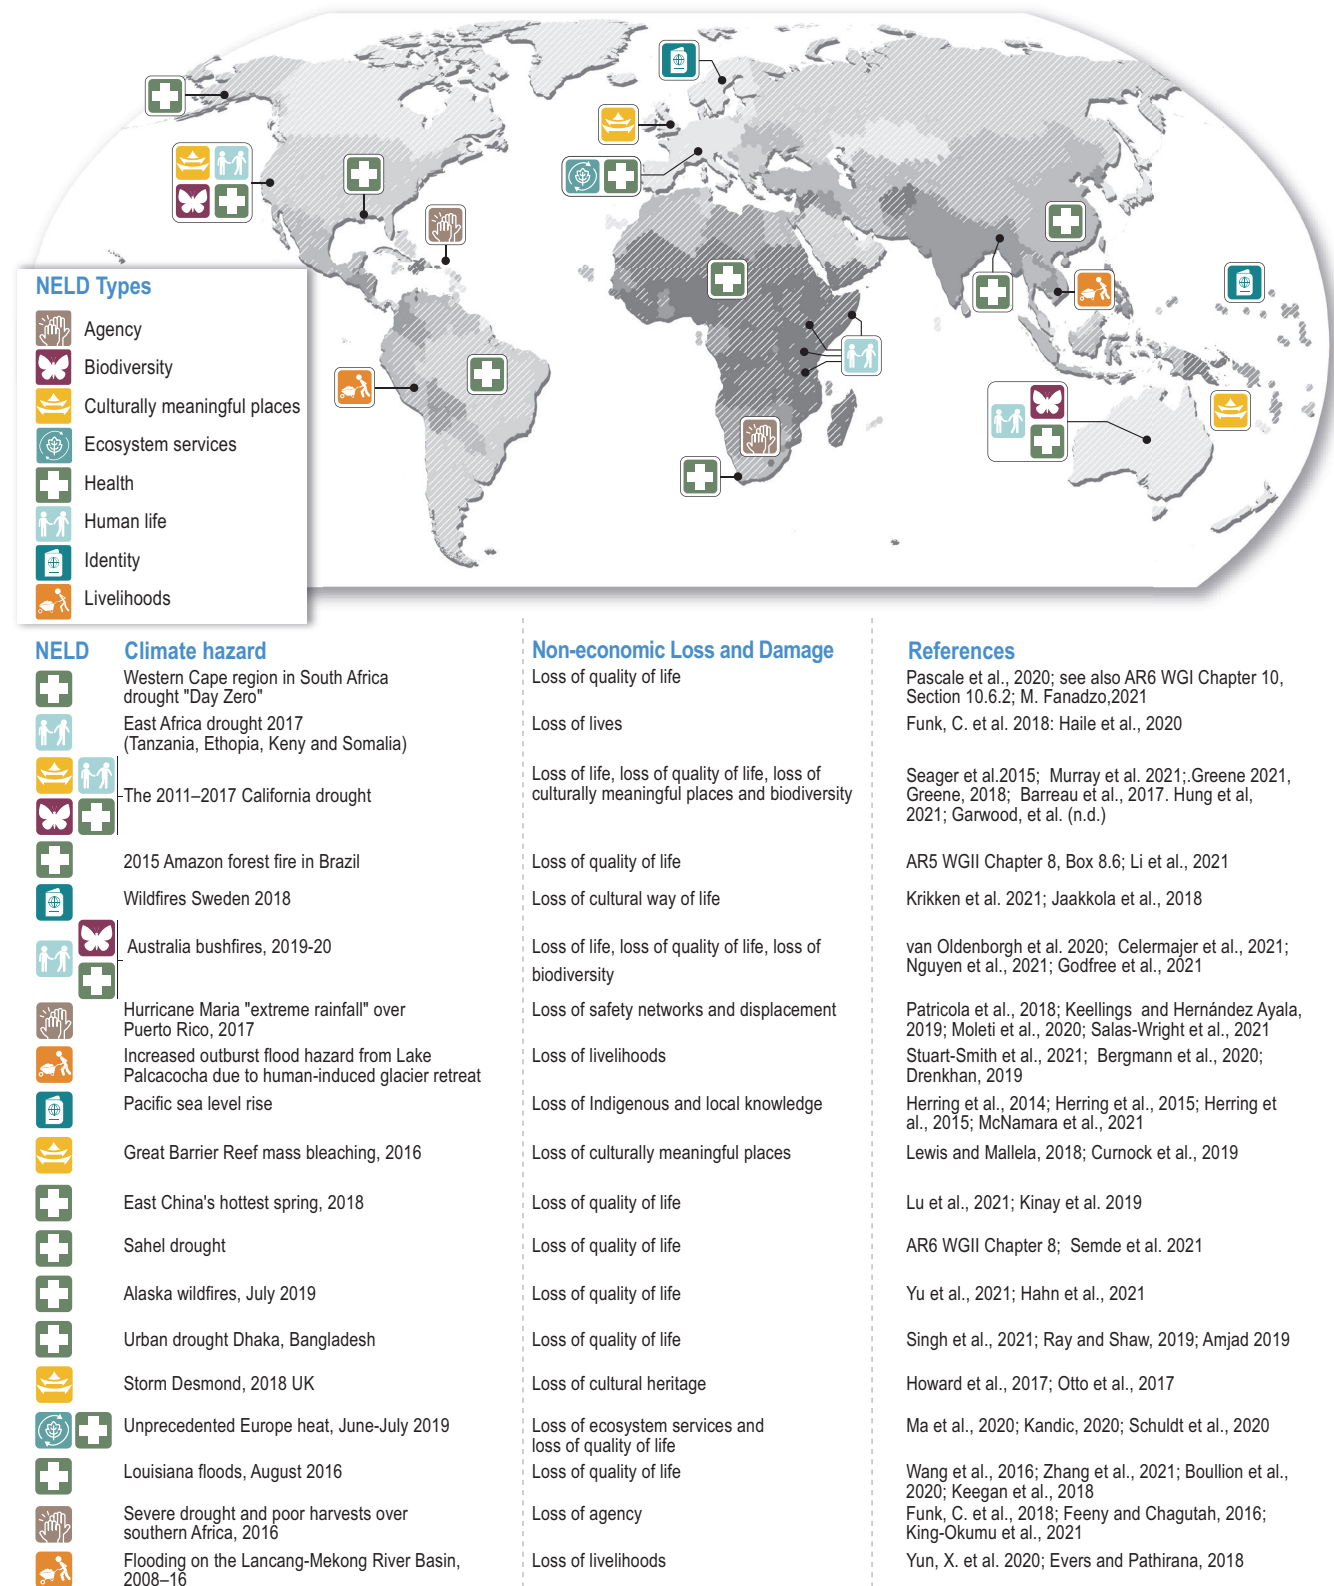 NELD Types
Agency
Biodiversity
Culturally meaningful places
Ecosystem services
Health
Human life
Identity
Livelihoods
NELD Climate hazard Non-economic Loss and Damage References
Western Cape region in South Africa Loss of quality of life Pascale et al., 2020; see also AR6 WGI Chapter 10,
drought "Day Zero" Section 10.6.2; M. Fanadzo,2021
East Africa drought 2017 Loss of lives Funk, C. et al. 2018: Haile et al., 2020
(Tanzania, Ethopia, Keny and Somalia)
The 2011–2017 California drought
Loss of life, loss of quality of life, loss of
culturally meaningful places and biodiversity
Seager et al.2015; Murray et al. 2021;.Greene 2021,
Greene, 2018; Barreau et al., 2017. Hung et al,
2021; Garwood, et al. (n.d.)
2015 Amazon forest fire in Brazil Loss of quality of life AR5 WGII Chapter 8, Box 8.6; Li et al., 2021
Wildfires Sweden 2018 Loss of cultural way of life Krikken et al. 2021; Jaakkola et al., 2018
Australia bushfires, 2019-20 Loss of life, loss of quality of life, loss of van Oldenborgh et al. 2020; Celermajer et al., 2021;
biodiversity Nguyen et al., 2021; Godfree et al., 2021
Hurricane Maria "extreme rainfall" over Loss of safety networks and displacement Patricola et al., 2018; Keellings and Hernández Ayala,
Puerto Rico, 2017 2019; Moleti et al., 2020; Salas-Wright et al., 2021
Increased outburst flood hazard from Lake Loss of livelihoods Stuart-Smith et al., 2021; Bergmann et al., 2020;
Palcacocha due to human-induced glacier retreat Drenkhan, 2019
Pacific sea level rise Loss of Indigenous and local knowledge Herring et al., 2014; Herring et al., 2015; Herring et
al., 2015; McNamara et al., 2021
Great Barrier Reef mass bleaching, 2016 Loss of culturally meaningful places Lewis and Mallela, 2018; Curnock et al., 2019
East China's hottest spring, 2018 Loss of quality of life Lu et al., 2021; Kinay et al. 2019
Sahel drought Loss of quality of life AR6 WGII Chapter 8; Semde et al. 2021
Alaska wildfires, July 2019 Loss of quality of life Yu et al., 2021; Hahn et al., 2021
Urban drought Dhaka, Bangladesh Loss of quality of life Singh et al., 2021; Ray and Shaw, 2019; Amjad 2019
Storm Desmond, 2018 UK Loss of cultural heritage Howard et al., 2017; Otto et al., 2017
Unprecedented Europe heat, June-July 2019 Loss of ecosystem services and Ma et al., 2020; Kandic, 2020; Schuldt et al., 2020
loss of quality of life
Louisiana floods, August 2016 Loss of quality of life Wang et al., 2016; Zhang et al., 2021; Boullion et al.,
2020; Keegan et al., 2018
Severe drought and poor harvests over Loss of agency Funk, C. et al., 2018; Feeny and Chagutah, 2016;
southern Africa, 2016 King-Okumu et al., 2021
Flooding on the Lancang-Mekong River Basin, Loss of livelihoods Yun, X. et al. 2020; Evers and Pathirana, 2018
2008–16